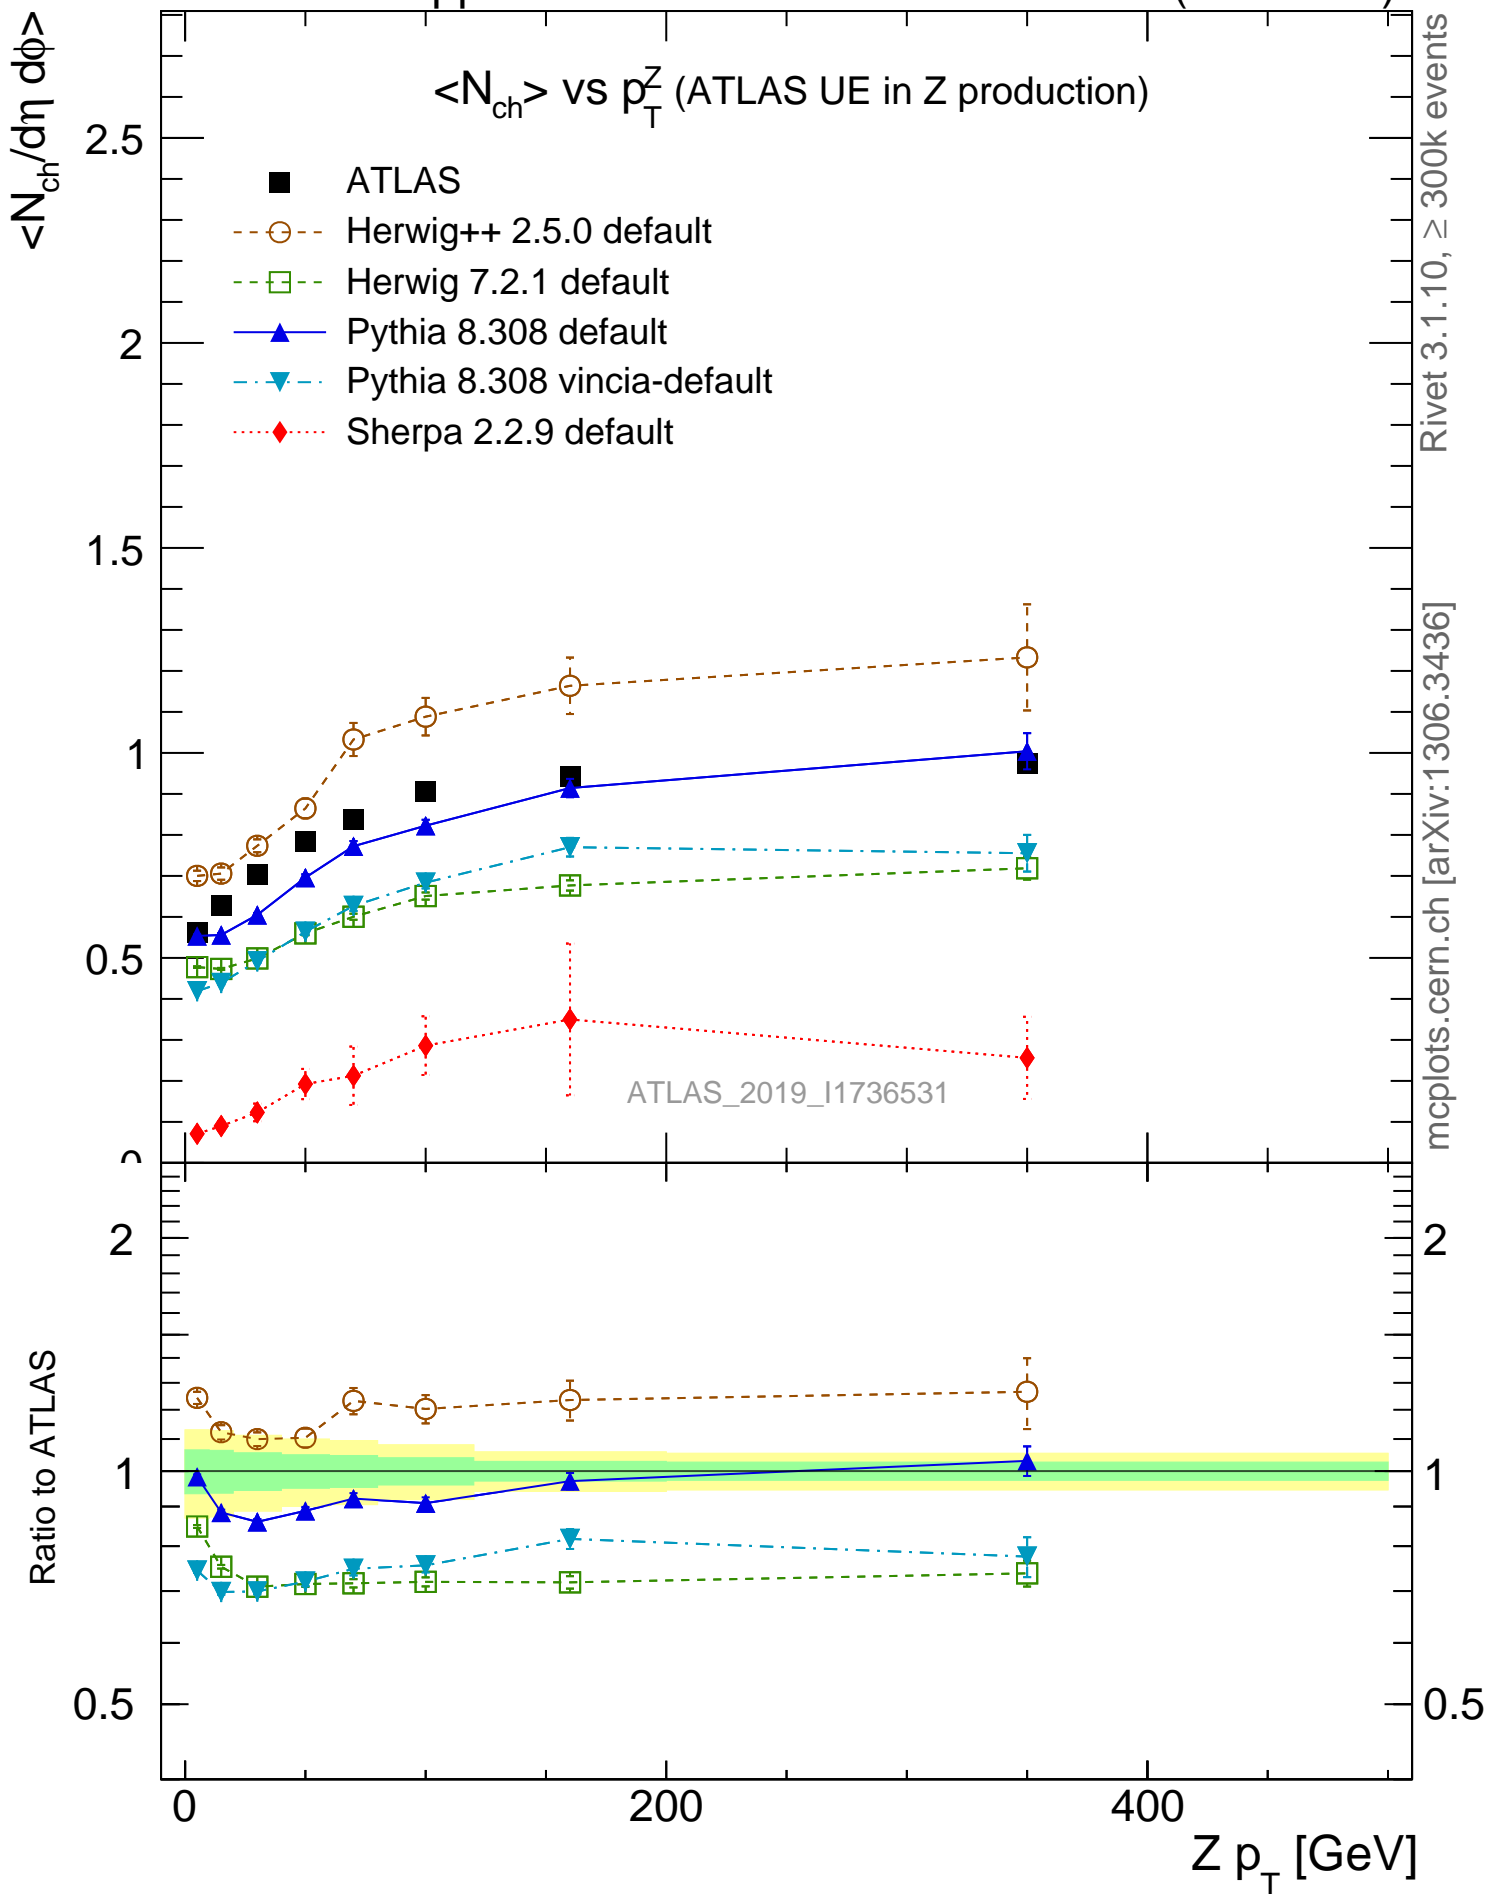 <N_ch> vs p_T^Z (ATLAS UE in Z production)
<N_ch/dη dϕ>
ATLAS
Herwig++ 2.5.0 default
Herwig 7.2.1 default
Pythia 8.308 default
Pythia 8.308 vincia-default
Sherpa 2.2.9 default
2.5
2
1.5
1
0.5
0
ATLAS_2019_I1736531
Rivet 3.1.10, ≥ 300k events
mcplots.cern.ch [arXiv:1306.3436]
Ratio to ATLAS
2
1
0.5
2
1
0.5
0
200
400
Z p_T [GeV]